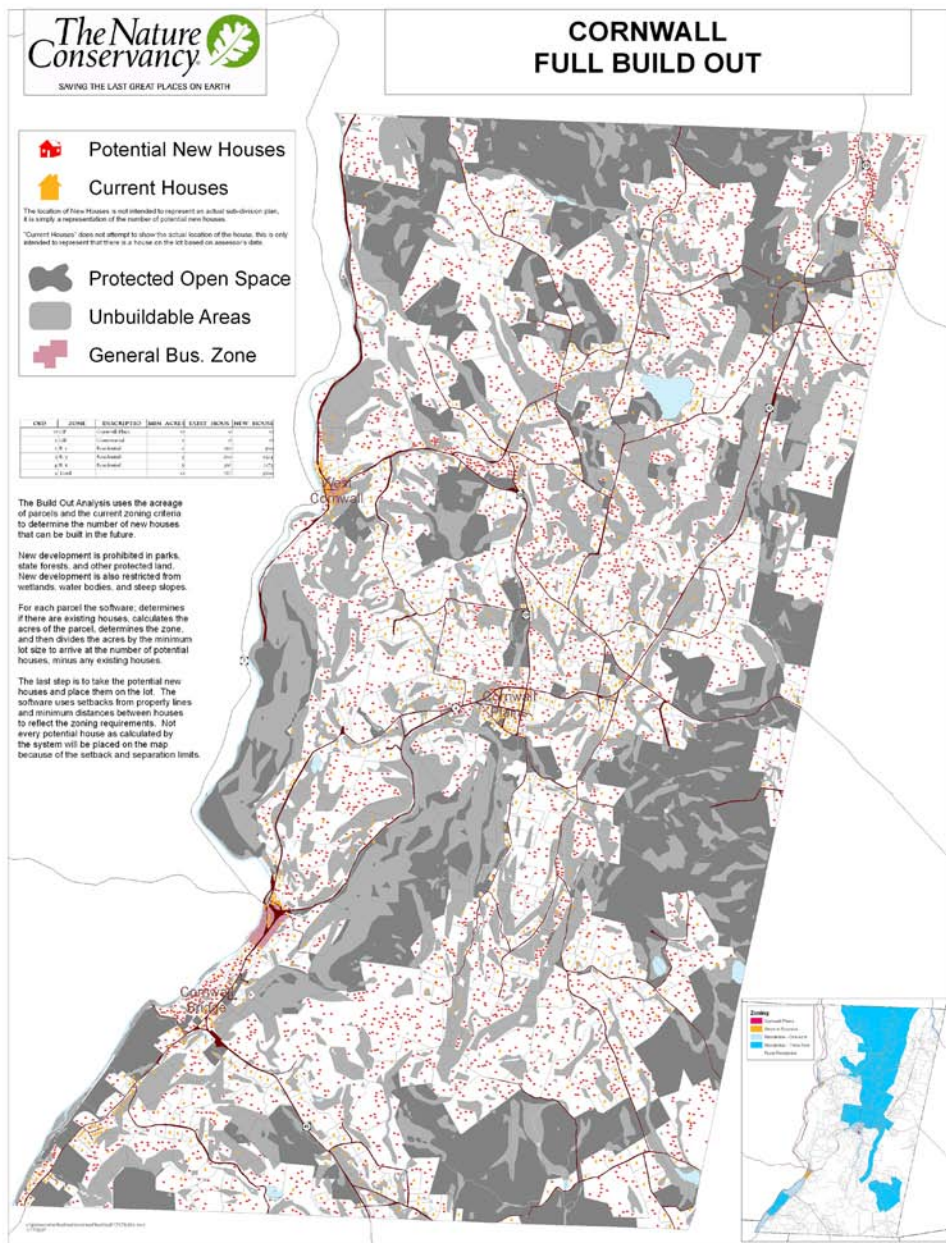 The Nature
Conservancy
SAVING THE LAST GREAT PLACES ON EARTH
CORNWALL
FULL BUILD OUT
Potential New Houses
Current Houses
The location of New Houses is not intended to represent an actual sub-division plan,
it is simply a representation of the number of potential new houses
"Current Houses" does not attempt to show the actual location of the house, this is only
intended to represent that there is a house on the lot based on assessor's data
Protected Open Space
Unbuildable Areas
General Bus. Zone
ZONE
The Build Out Analysis uses the acreage
of parcels and the current zoning criteria
to determine the number of new houses
that can be built in the future.
New development is prohibited in parks,
state forests, and other protected land.
New development is also restricted from
wetlands, water bodies, and steep slopes.
For each parcel the software; determines
if there are existing houses, calculates the
acres of the parcel, determines the zone,
and then divides the acres by the minimum
lot size to arrive at the number of potential
houses, minus any existing houses.
The last step is to take the potential new
houses and place them on the lot. The
software uses setbacks from property lines
and minimum distances between houses
to reflect the zoning requirements. Not
every potential house as calculated by
the system will be placed on the map
because of the setback and separation limits.
West
Cornwall
Cornwall
Plains
Cornwall
Bridge
Zoning